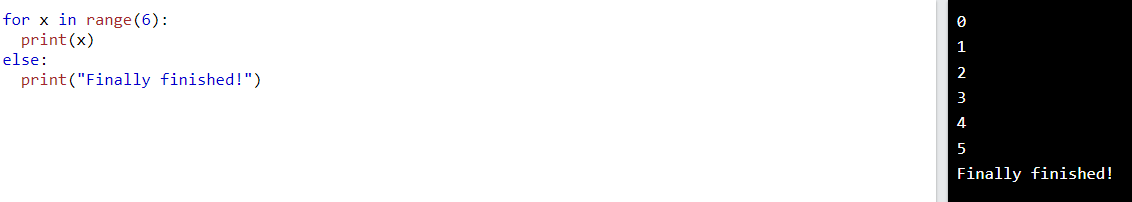 for x in range(6):
  print(x)
else:
  print("Finally finished!")
0
1
2
3
4
5
Finally finished!